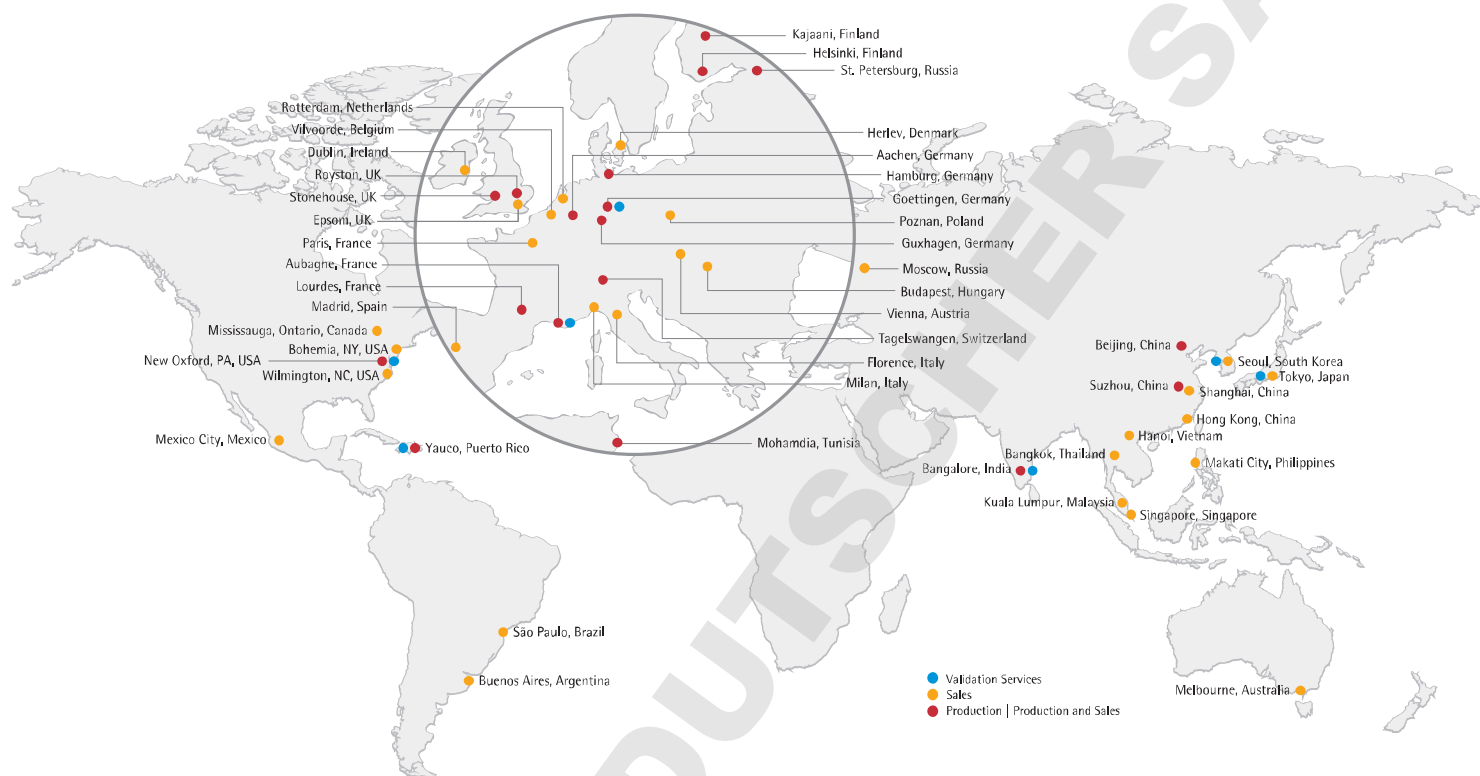 Kajaani, Finland
Helsinki, Finland
St. Petersburg, Russia
Rotterdam, Netherlands
Vilvoorde, Belgium
Dublin, Ireland
Royston, UK
Stonehouse, UK
Epsom, UK
Paris, France
Aubagne, France
Lourdes, France
Madrid, Spain
Mississauga, Ontario, Canada
Bohemia, NY, USA
New Oxford, PA, USA
Wilmington, NC, USA
Mexico City, Mexico
Yauco, Puerto Rico
Herlev, Denmark
Aachen, Germany
Hamburg, Germany
Goettingen, Germany
Poznan, Poland
Guxhagen, Germany
Moscow, Russia
Budapest, Hungary
Vienna, Austria
Tagelswangen, Switzerland
Florence, Italy
Milan, Italy
Mohamdia, Tunisia
Beijing, China
Seoul, South Korea
Tokyo, Japan
Suzhou, China
Shanghai, China
Hong Kong, China
Hanoi, Vietnam
Bangkok, Thailand
Makati City, Philippines
Bangalore, India
Kuala Lumpur, Malaysia
Singapore, Singapore
São Paulo, Brazil
Buenos Aires, Argentina
Melbourne, Australia
Validation Services
Sales
Production | Production and Sales
DUTSCHER SA